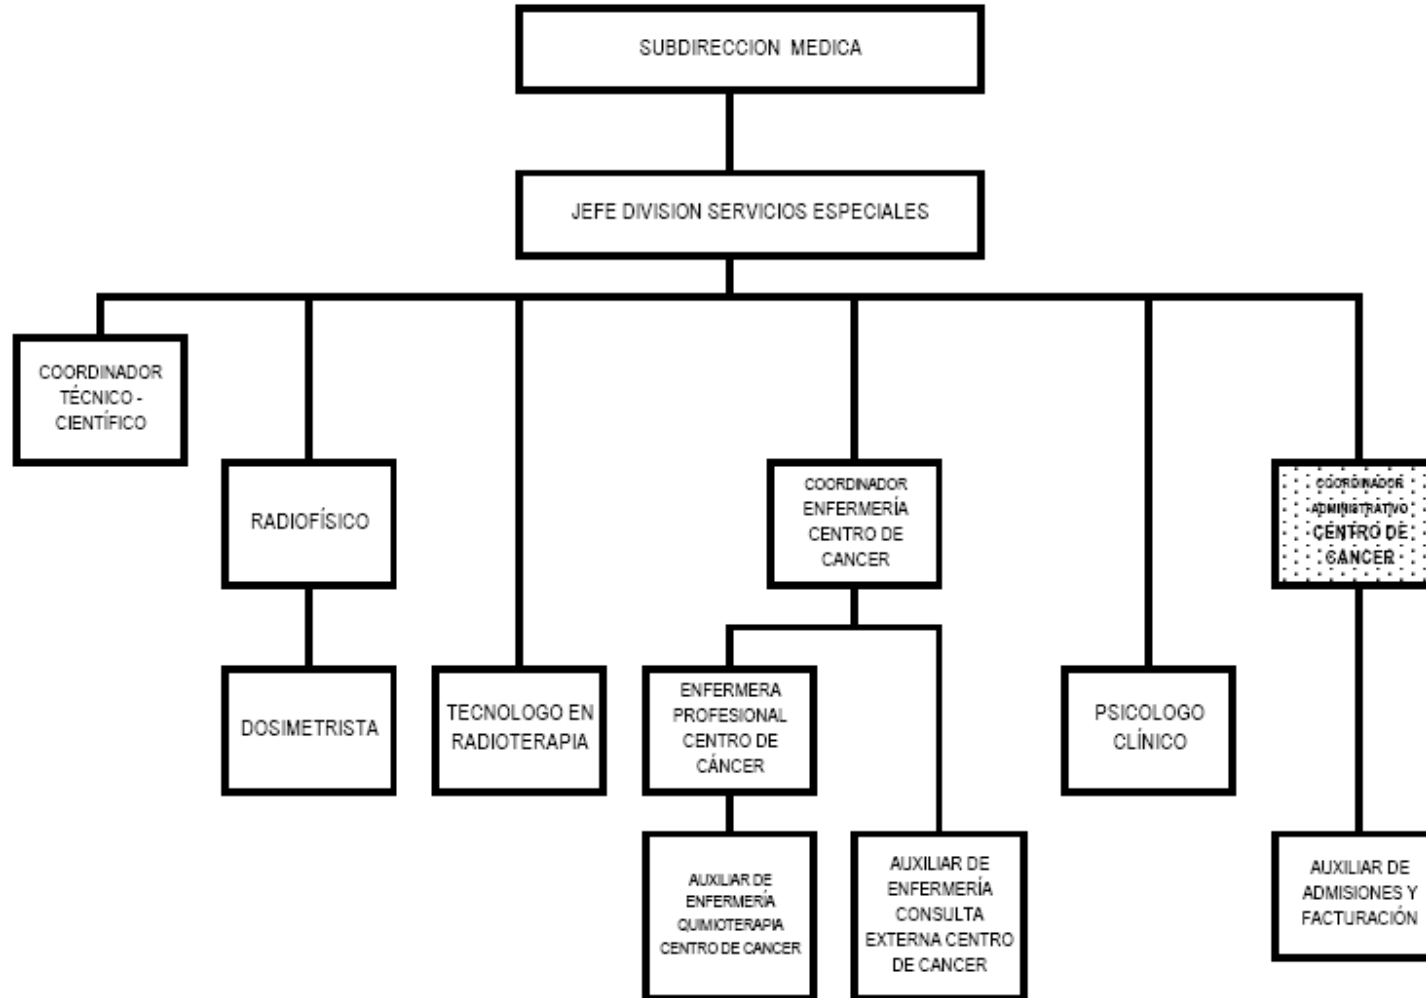 SUBDIRECCION MEDICA
JEFE DIVISION SERVICIOS ESPECIALES
COORDINADOR
TÉCNICO -
CIENTÍFICO
RADIOFÍSICO
COORDINADOR
ENFERMERÍA
CENTRO DE
CANCER
COORDINADOR
ADMINISTRATIVO
CENTRO DE
CANCER
DOSIMETRISTA
TECNOLOGO EN
RADIOTERAPIA
ENFERMERA
PROFESIONAL
CENTRO DE
CÁNCER
PSICOLOGO
CLÍNICO
AUXILIAR DE
ENFERMERÍA
QUIMIOTERAPIA
CENTRO DE CANCER
AUXILIAR DE
ENFERMERÍA
CONSULTA
EXTERNA CENTRO
DE CANCER
AUXILIAR DE
ADMISIONES Y
FACTURACIÓN